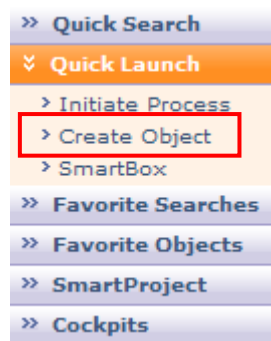 » Quick Search
» Quick Launch
> Initiate Process
> Create Object
> SmartBox
» Favorite Searches
» Favorite Objects
» SmartProject
» Cockpits